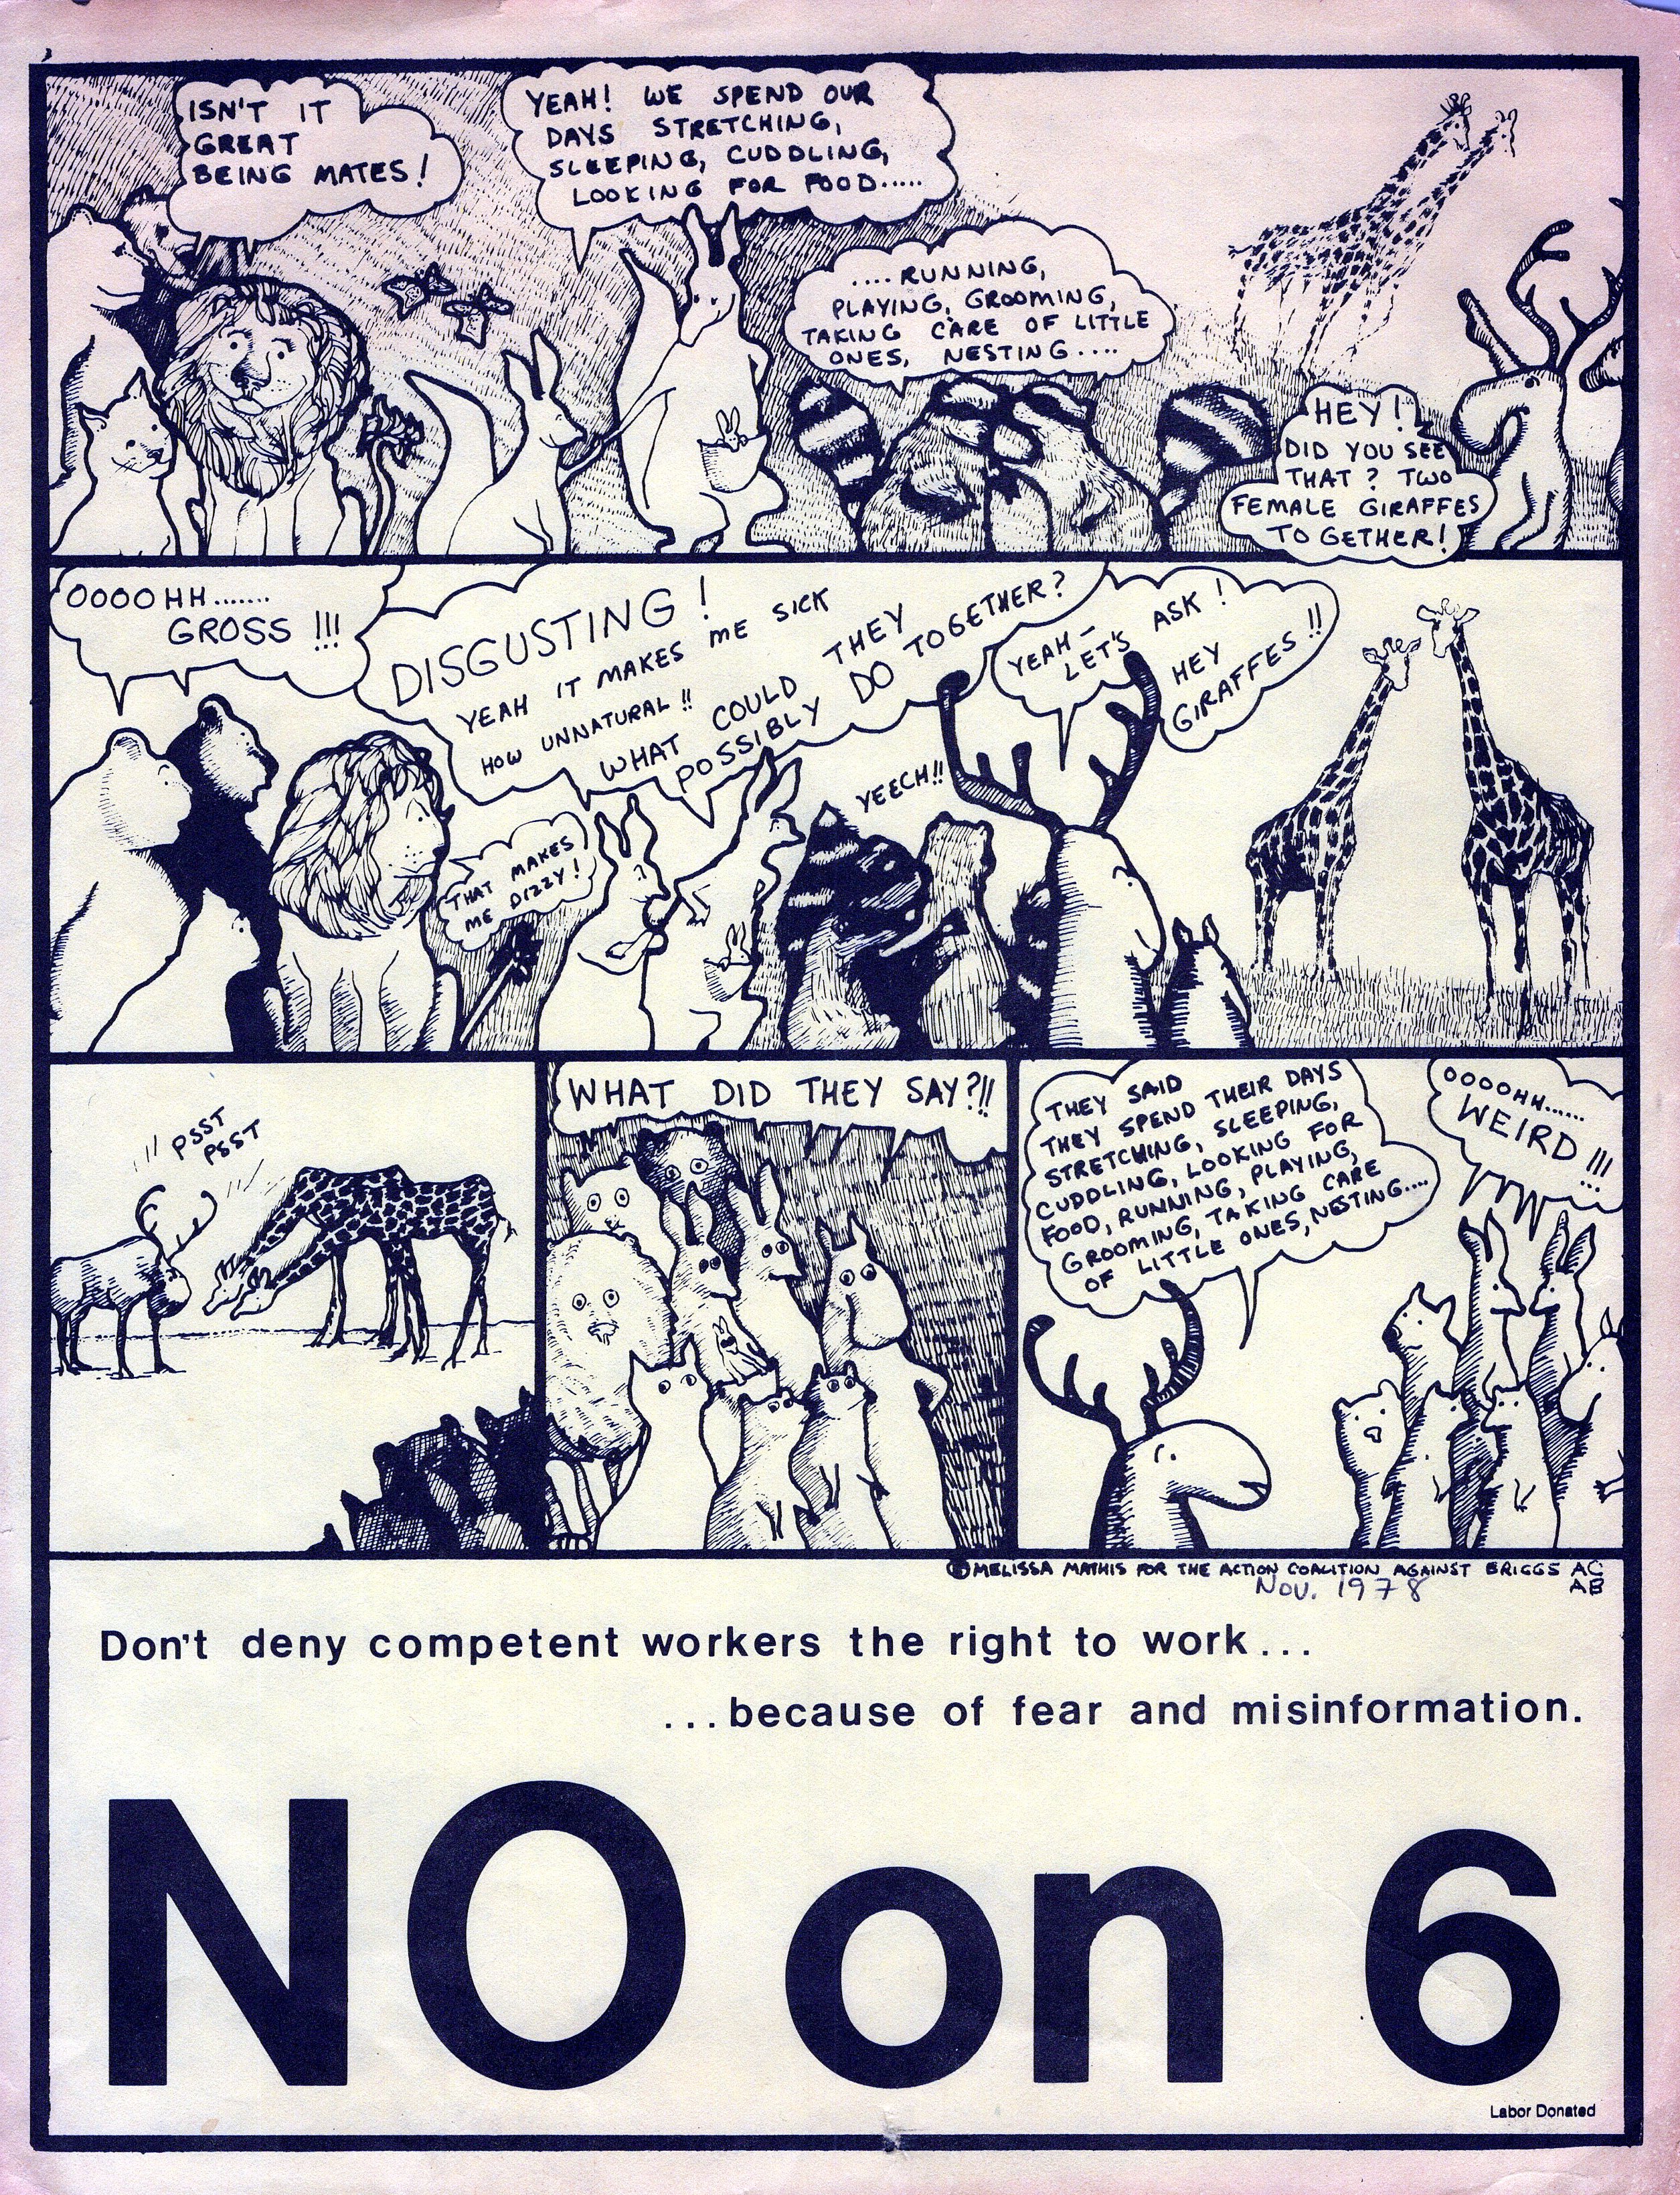 ISN'T IT
GREAT
BEING MATES!
YEAH! WE SPEND OUR
DAYS STRETCHING,
SLEEPING, CUDDLING,
LOOKING FOR FOOD.....
....RUNNING,
PLAYING, GROOMING,
TAKING CARE OF LITTLE
ONES, NESTING....
HEY!
DID YOU SEE
THAT? TWO
FEMALE GIRAFFES
TO GETHER!
OOOOHH.......
GROSS !!!
DISGUSTING!
YEAH IT MAKES ME SICK
HOW UNNATURAL!!
WHAT COULD THEY
POSSIBLY DO TOGETHER?
YEAH-
LET'S ASK!
HEY
GIRAFFES!!
THAT MAKES
ME DIZZY!
YEECH!!
PSST
PSST
WHAT DID THEY SAY?!!
THEY SAID
THEY SPEND THEIR DAYS
STRETCHING, SLEEPING,
CUDDLING, LOOKING FOR
FOOD, RUNNING, PLAYING,
GROOMING, TAKING CARE
OF LITTLE ONES, NESTING....
OOOOHH......
WEIRD !!!
...
© MELISSA MATHIS FOR THE ACTION COALITION AGAINST BRIGGS AC
AB
Nov. 1978
Don't deny competent workers the right to work...
...because of fear and misinformation.
NO on 6
Labor Donated